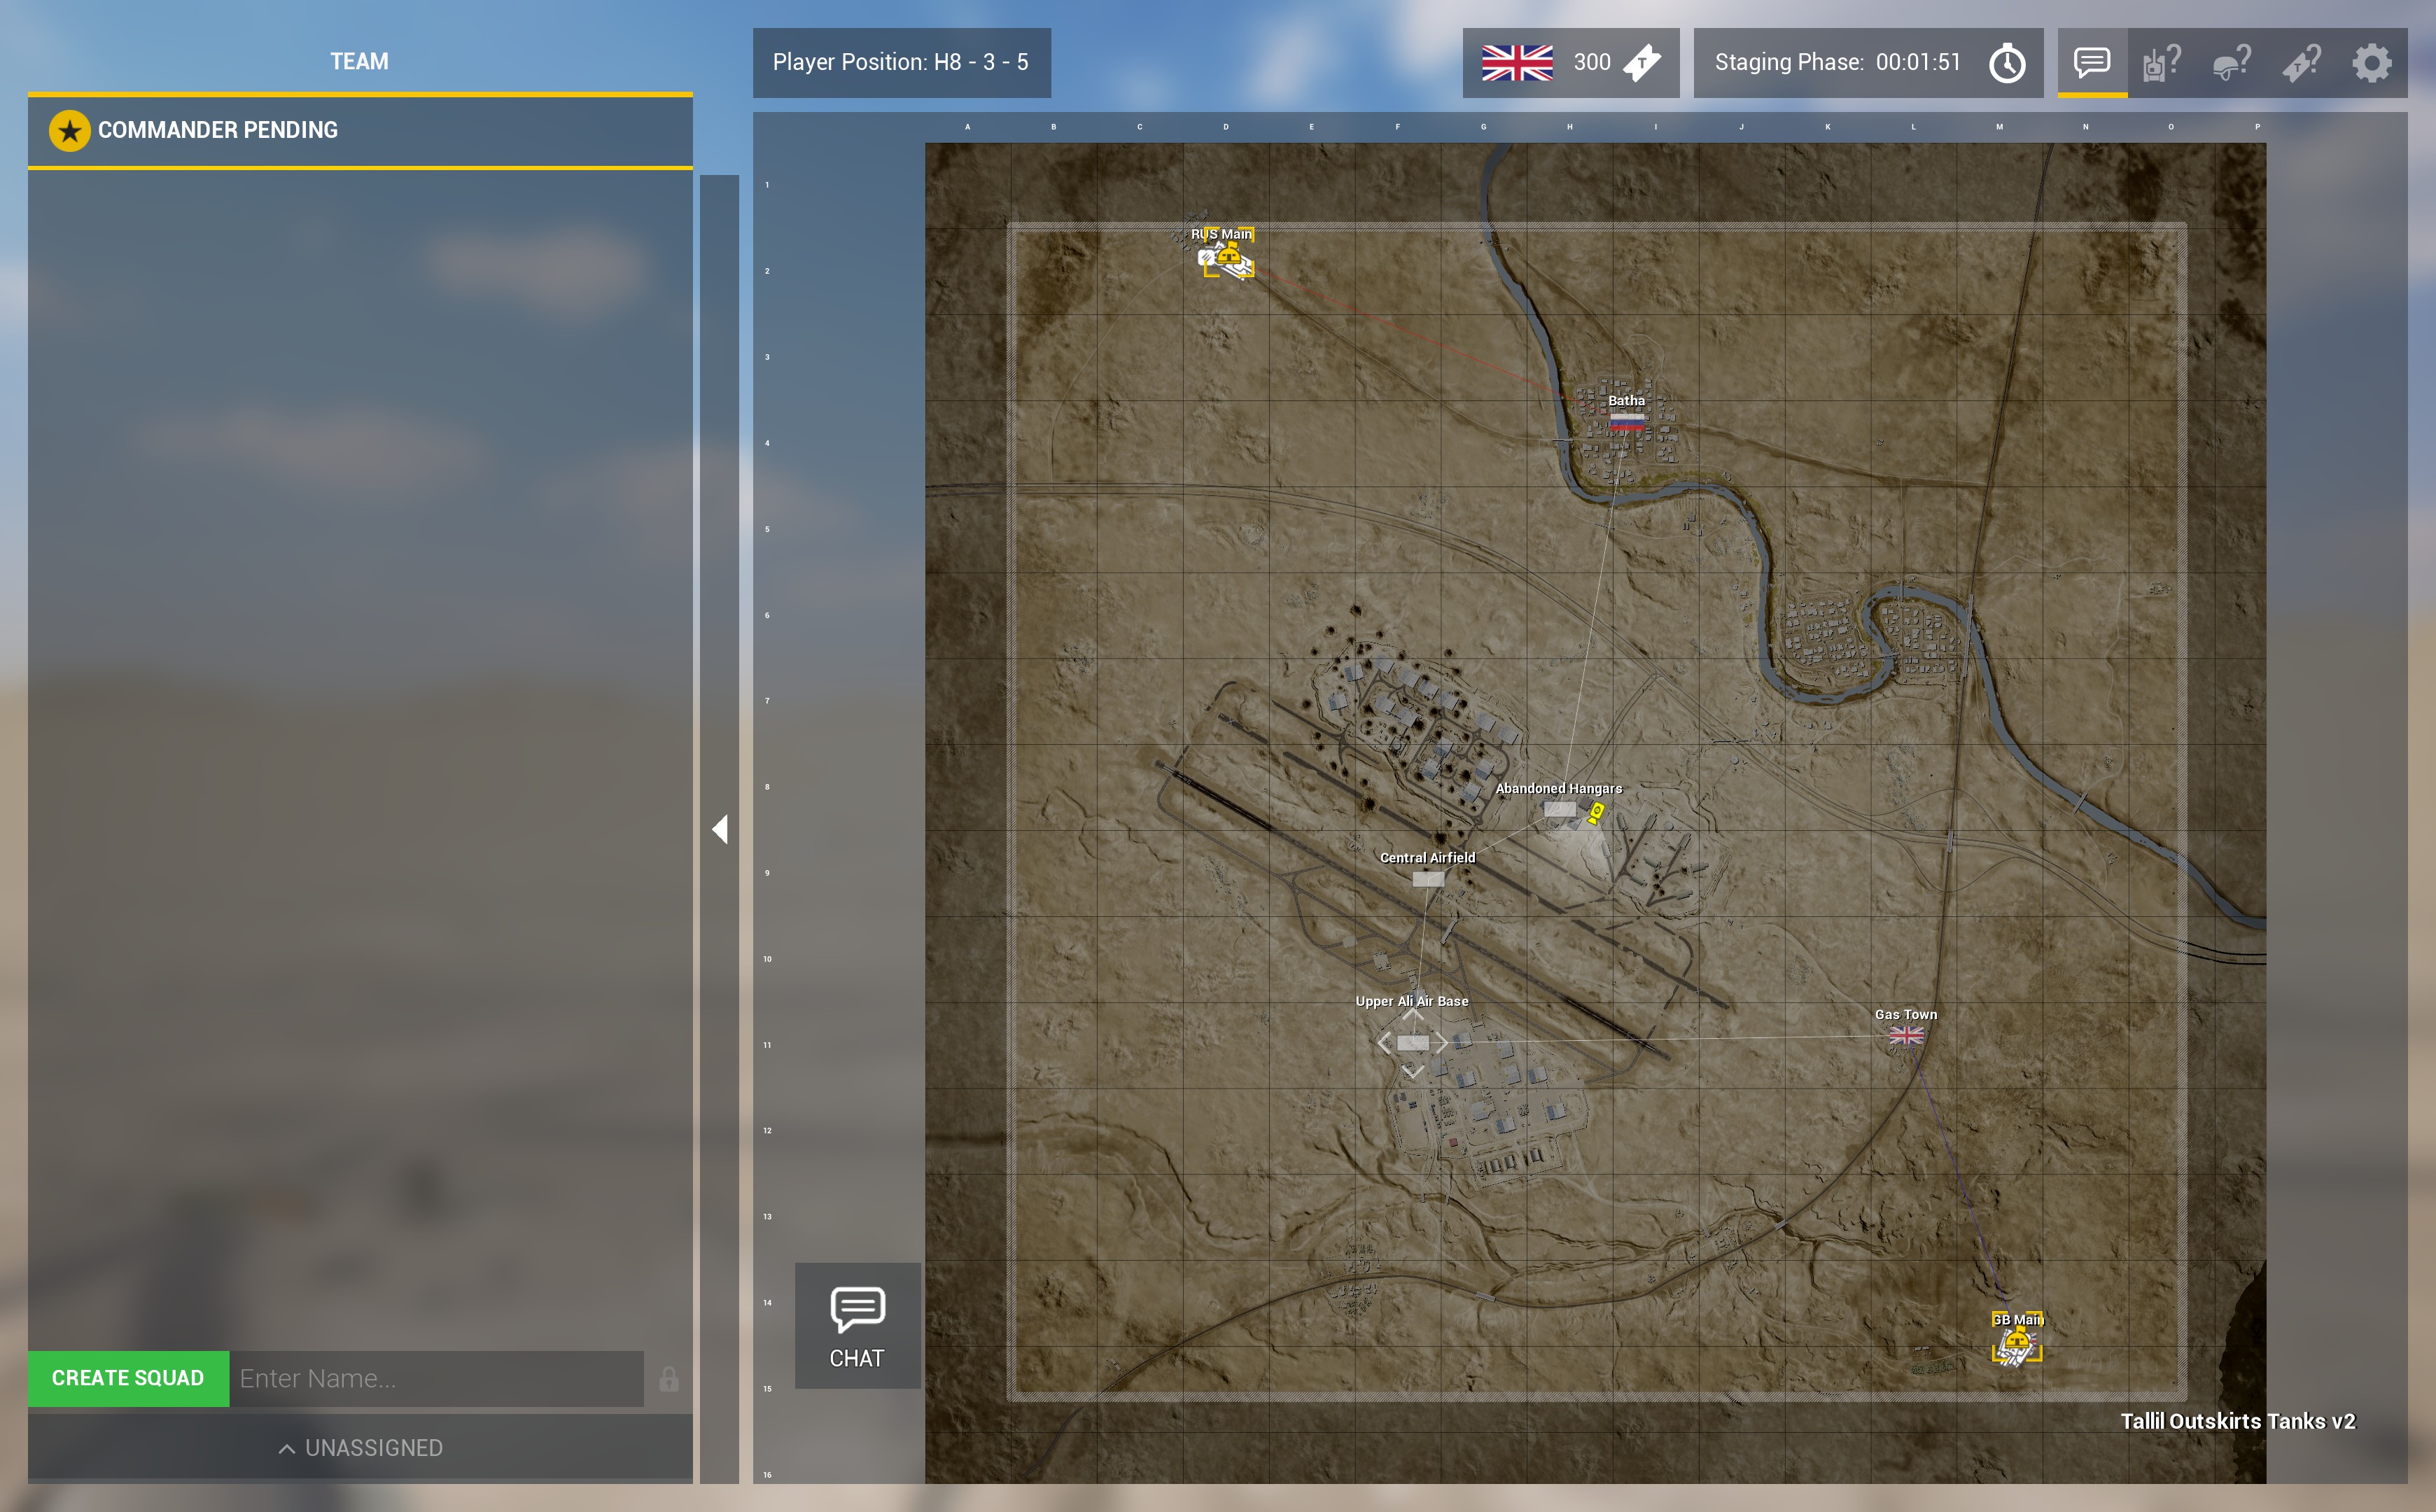 TEAM
Player Position: H8 - 3 - 5
300
Staging Phase: 00:01:51
COMMANDER PENDING
A B C D E F G H I J K L M N O P
1
2
3
4
5
6
7
8
9
10
11
12
13
14
15
16
RUS Main
Batha
Abandoned Hangars
Central Airfield
Upper Ali Air Base
Gas Town
GB Main
CHAT
CREATE SQUAD
Enter Name...
UNASSIGNED
Tallil Outskirts Tanks v2